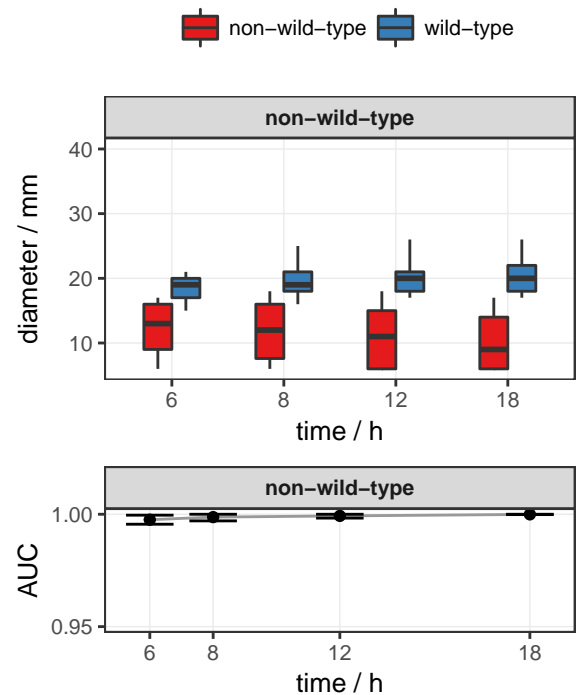 non−wild−type wild−type
non−wild−type
40
30
20
10
diameter / mm
6 8 12 18
time / h
non−wild−type
1.00
0.95
AUC
6 8 12 18
time / h